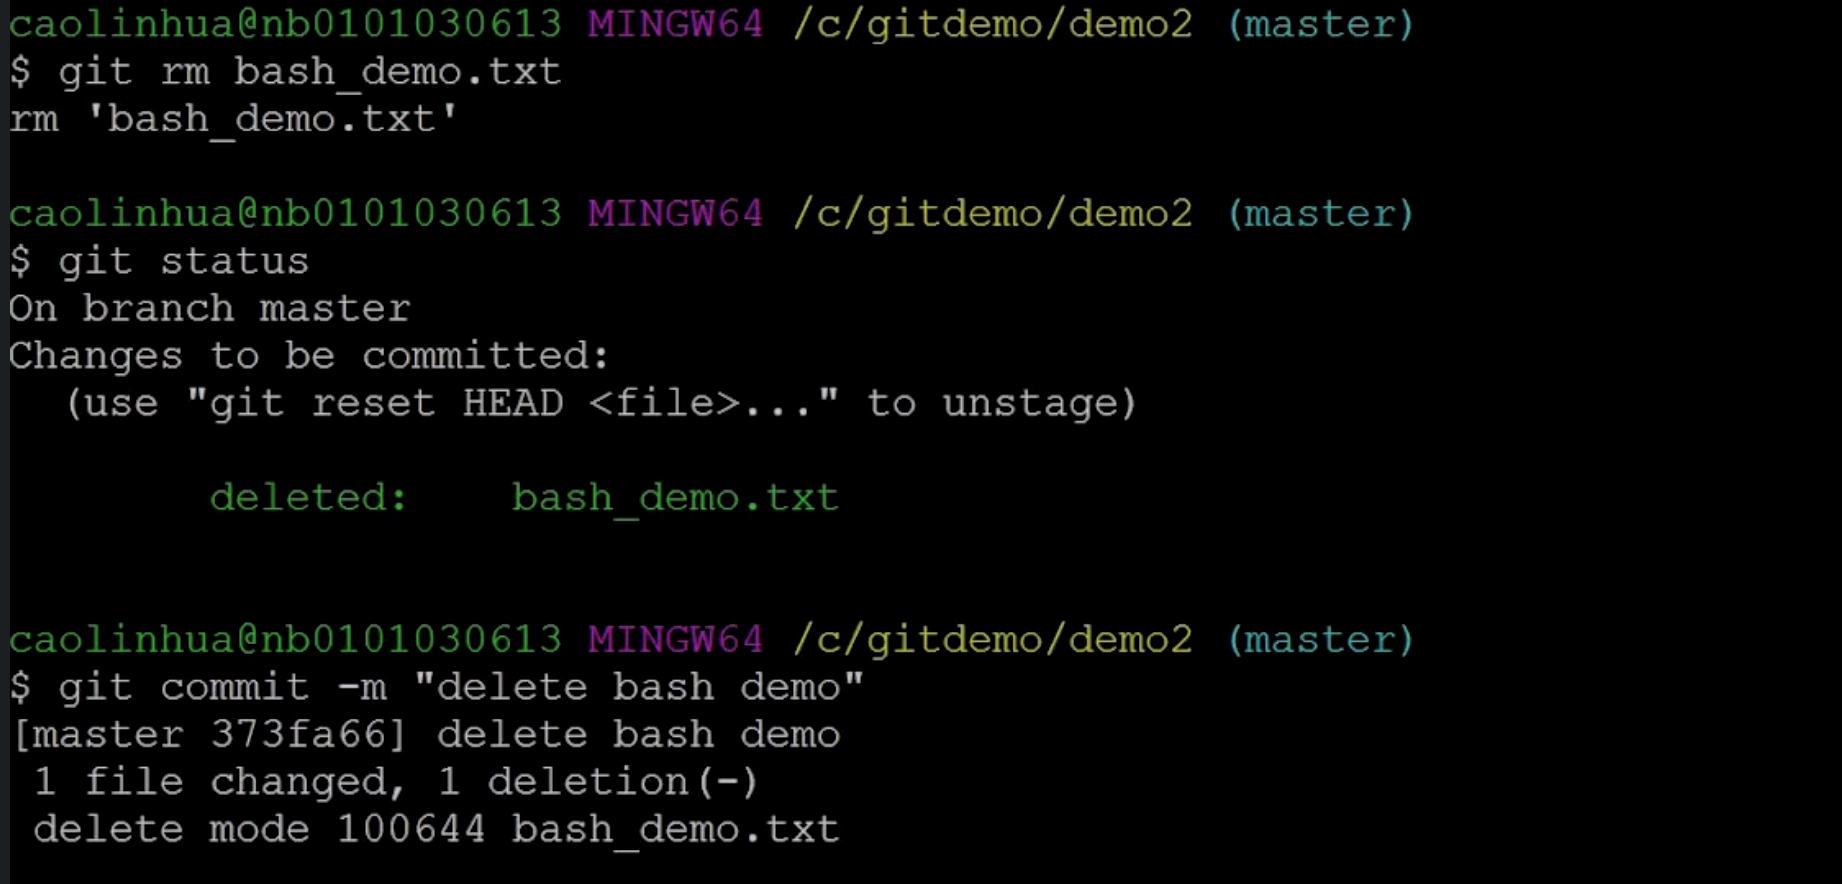 caolinhua@nb0101030613 MINGW64 /c/gitdemo/demo2 (master)
$ git rm bash_demo.txt
rm 'bash_demo.txt'
caolinhua@nb0101030613 MINGW64 /c/gitdemo/demo2 (master)
$ git status
On branch master
Changes to be committed:
  (use "git reset HEAD <file>..." to unstage)
        deleted:    bash_demo.txt
caolinhua@nb0101030613 MINGW64 /c/gitdemo/demo2 (master)
$ git commit -m "delete bash demo"
[master 373fa66] delete bash demo
 1 file changed, 1 deletion(-)
 delete mode 100644 bash_demo.txt